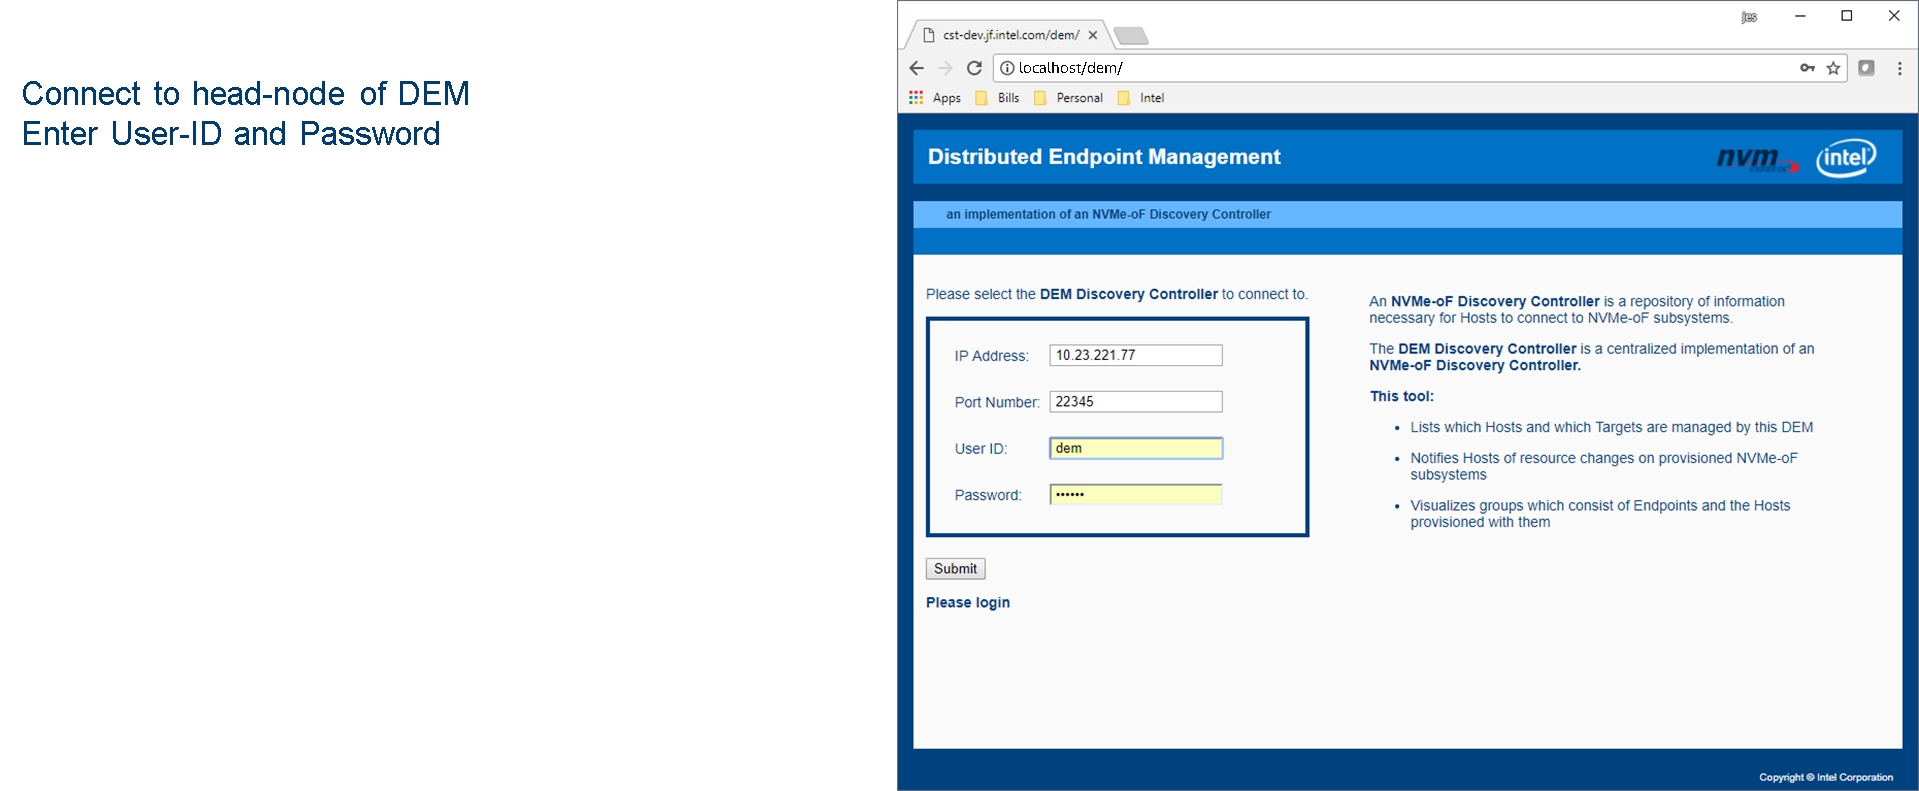 Connect to head-node of DEM
Enter User-ID and Password
jes
cst-dev.jf.intel.com/dem/
localhost/dem/
Apps
Bills
Personal
Intel
Distributed Endpoint Management
nvm
EXPRESS
intel
an implementation of an NVMe-oF Discovery Controller
Please select the DEM Discovery Controller to connect to.
IP Address: 10.23.221.77
Port Number: 22345
User ID: dem
Password: ••••••
Submit
Please login
An NVMe-oF Discovery Controller is a repository of information
necessary for Hosts to connect to NVMe-oF subsystems.
The DEM Discovery Controller is a centralized implementation of an
NVMe-oF Discovery Controller.
This tool:
• Lists which Hosts and which Targets are managed by this DEM
• Notifies Hosts of resource changes on provisioned NVMe-oF
subsystems
• Visualizes groups which consist of Endpoints and the Hosts
provisioned with them
Copyright © Intel Corporation